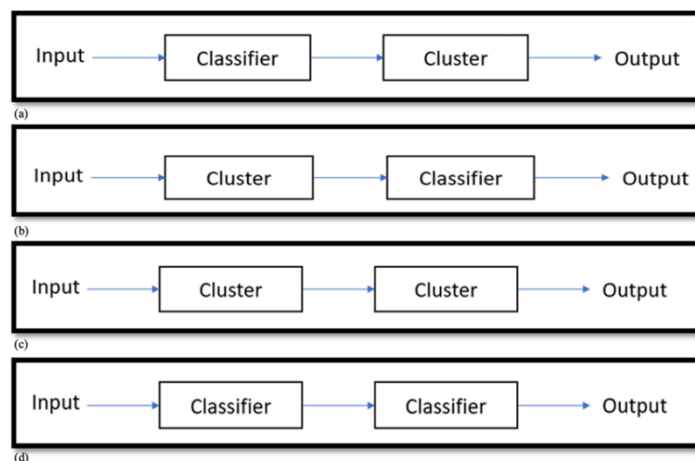 Input Classifier Cluster Output
(a)
Input Cluster Classifier Output
(b)
Input Cluster Cluster Output
(c)
Input Classifier Classifier Output
(d)